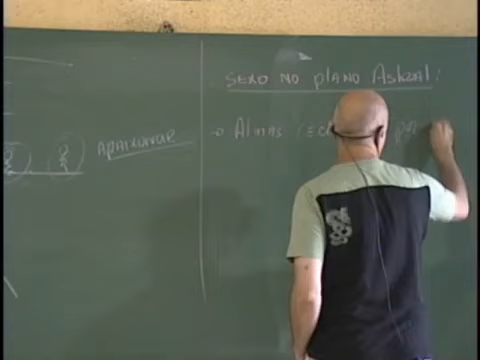 SEXO NO PLANO ASTRAL:
APAIXONAR
→ Almas